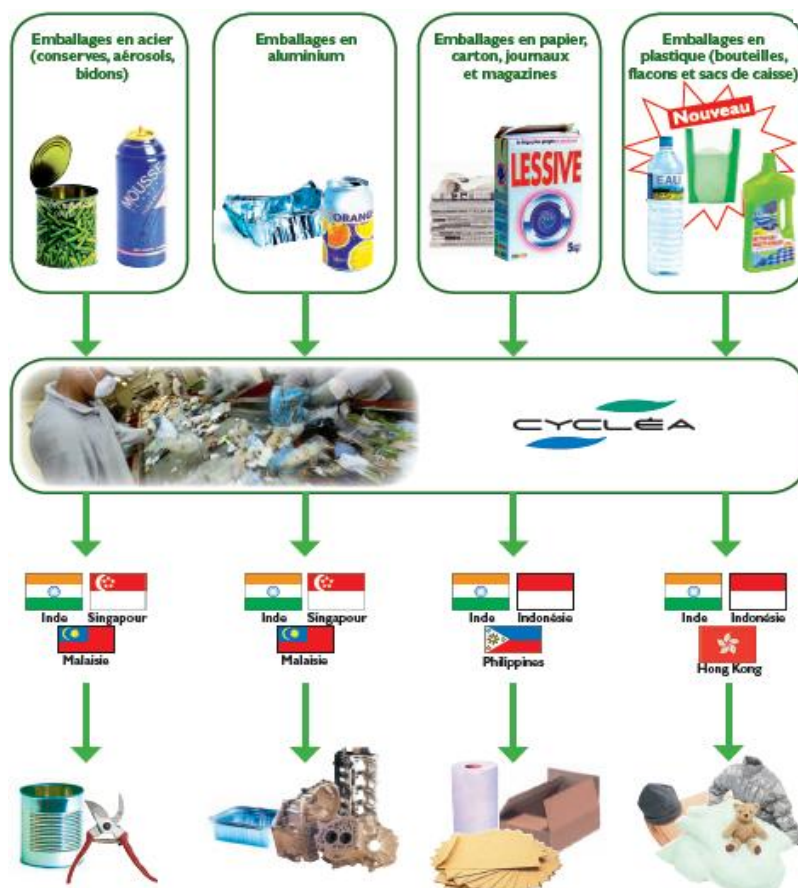 Emballages en acier
(conserves, aérosols,
bidons)
Emballages en
aluminium
Emballages en papier,
carton, journaux
et magazines
Emballages en
plastique (bouteilles,
flacons et sacs de caisse)
Nouveau
MOUSSE
ORANGE
LESSIVE
5kg
EAU
CYCLÉA
Inde Singapour
Malaisie
Inde Singapour
Malaisie
Inde Indonésie
Philippines
Inde Indonésie
Hong Kong